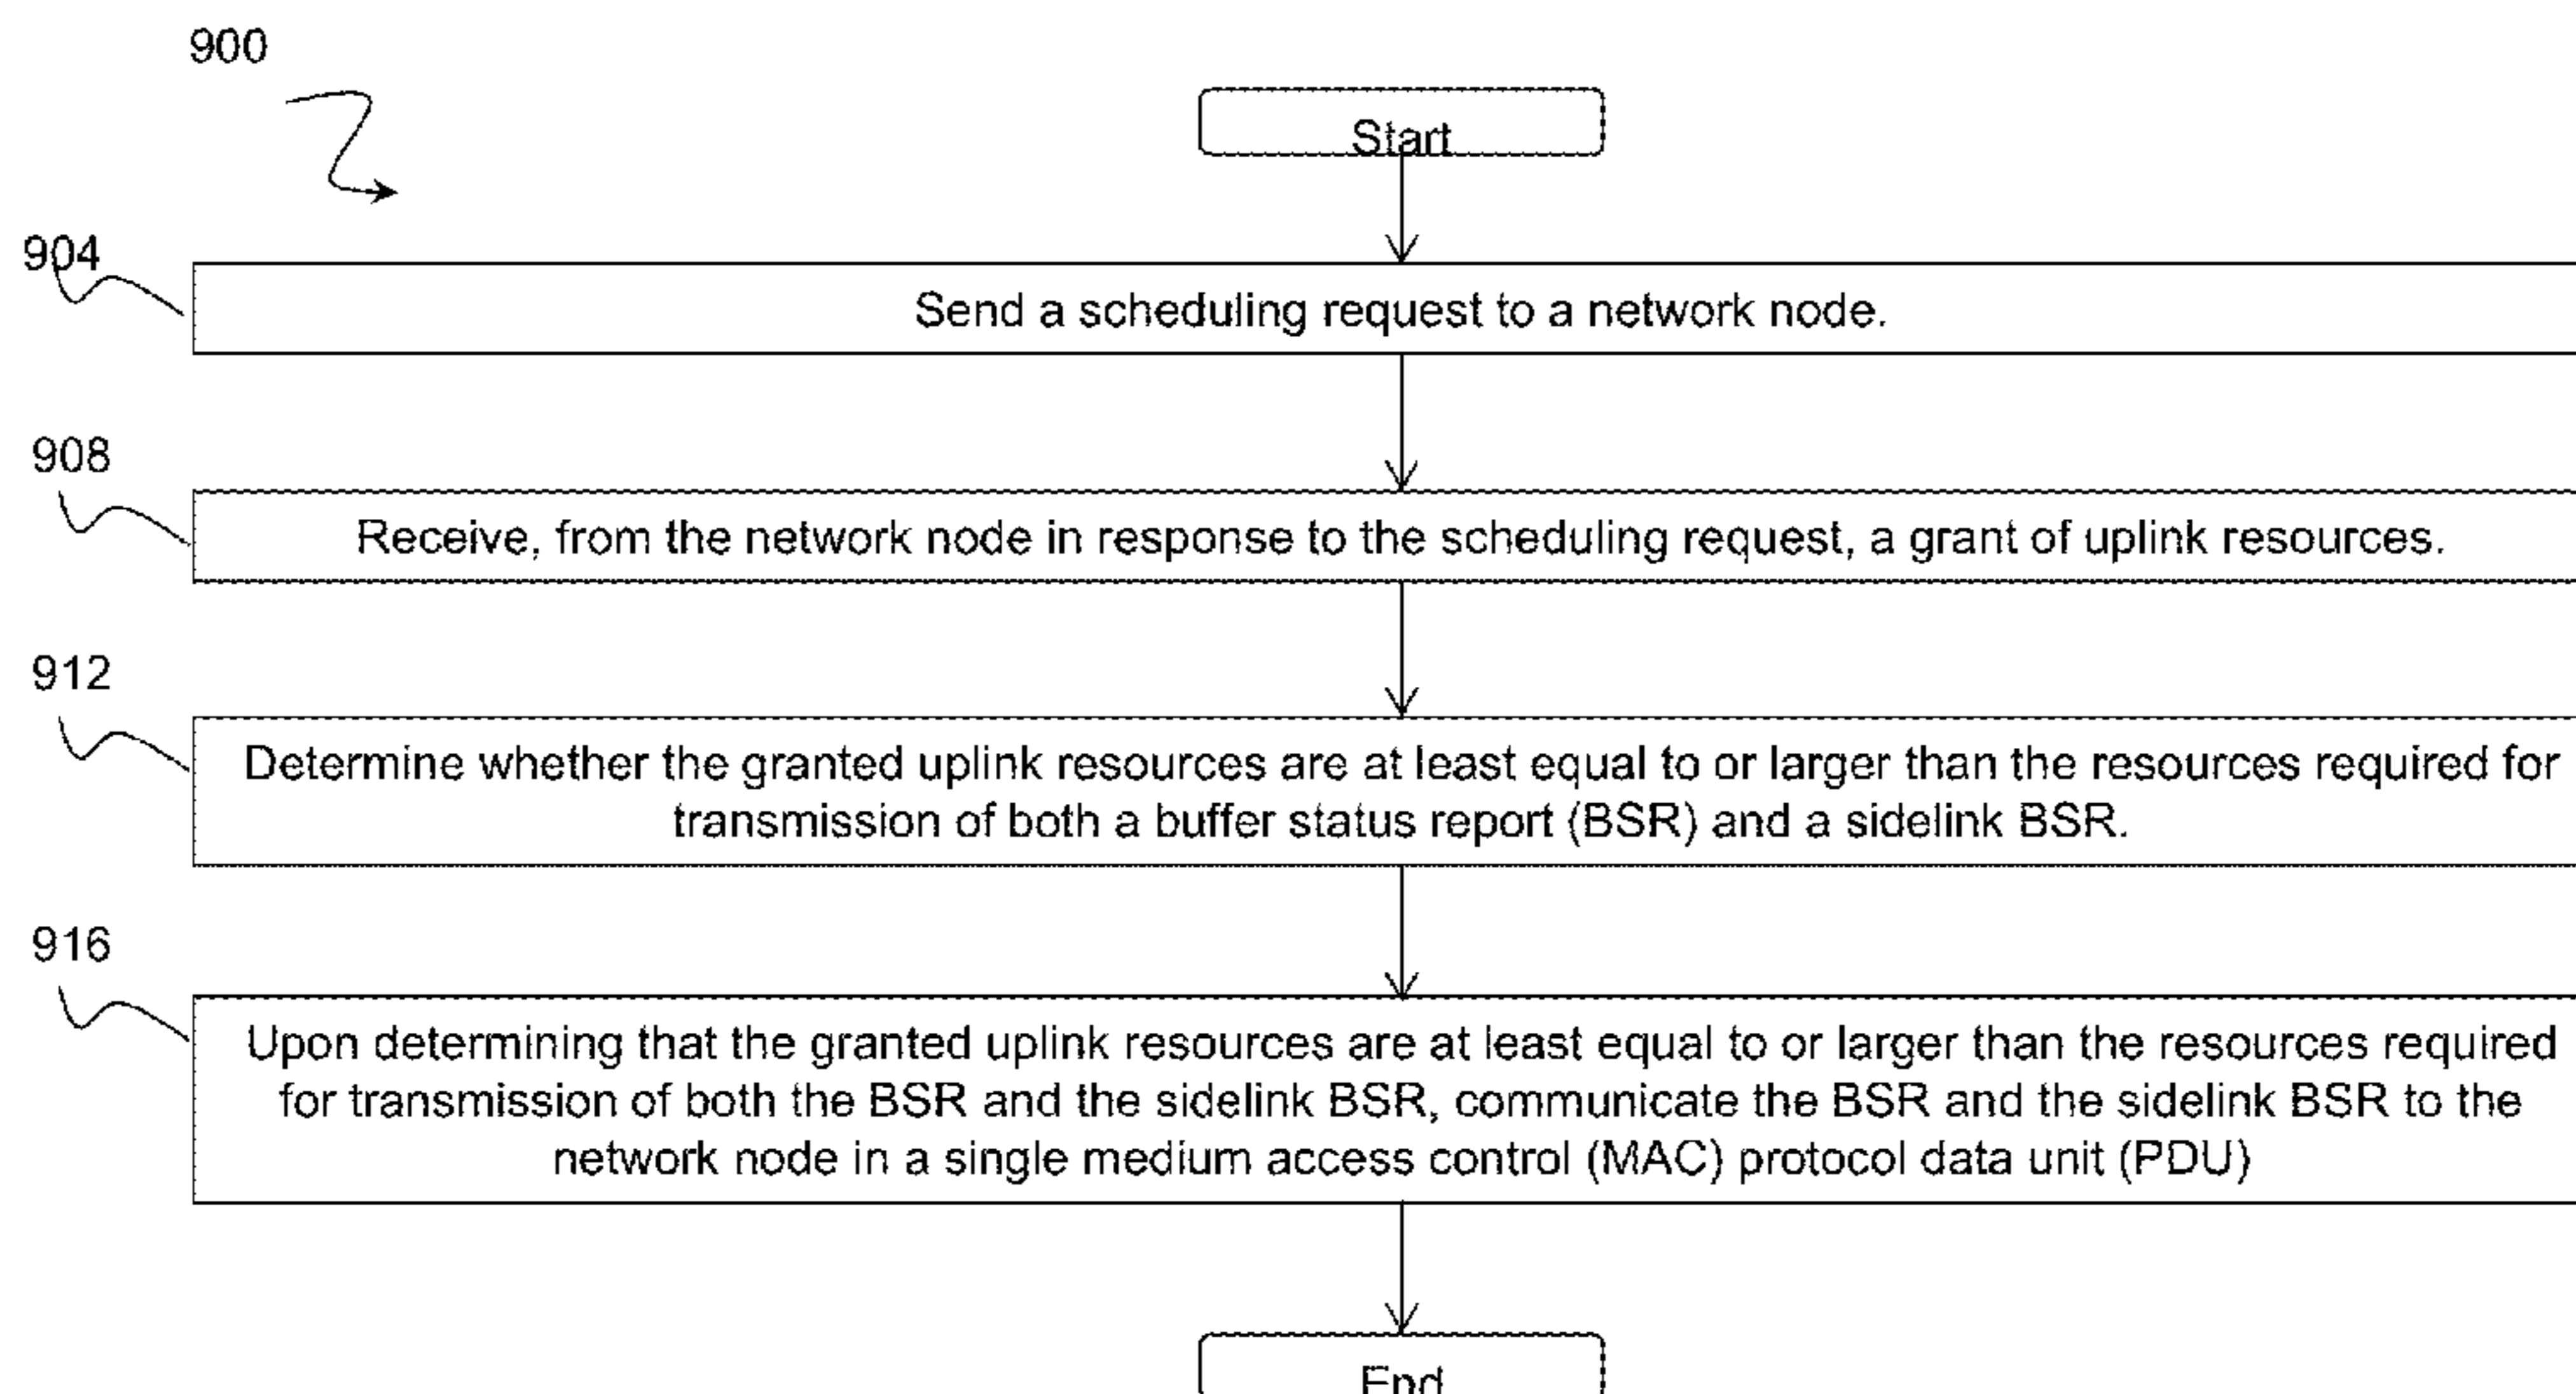 900
Start
904
Send a scheduling request to a network node.
908
Receive, from the network node in response to the scheduling request, a grant of uplink resources.
912
Determine whether the granted uplink resources are at least equal to or larger than the resources required for
transmission of both a buffer status report (BSR) and a sidelink BSR.
916
Upon determining that the granted uplink resources are at least equal to or larger than the resources required
for transmission of both the BSR and the sidelink BSR, communicate the BSR and the sidelink BSR to the
network node in a single medium access control (MAC) protocol data unit (PDU)
End